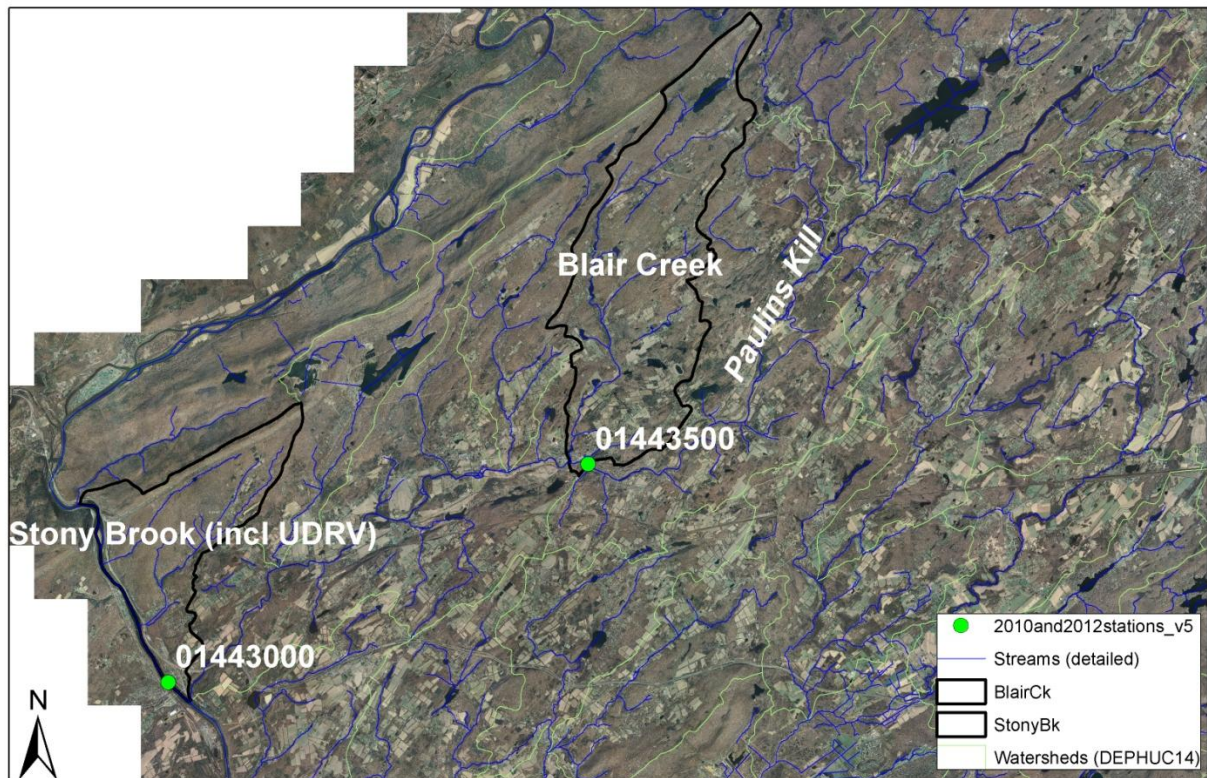 Blair Creek
Paulins Kill
01443500
Stony Brook (incl UDRV)
01443000
N
2010and2012stations_v5
Streams (detailed)
BlairCk
StonyBk
Watersheds (DEPHUC14)